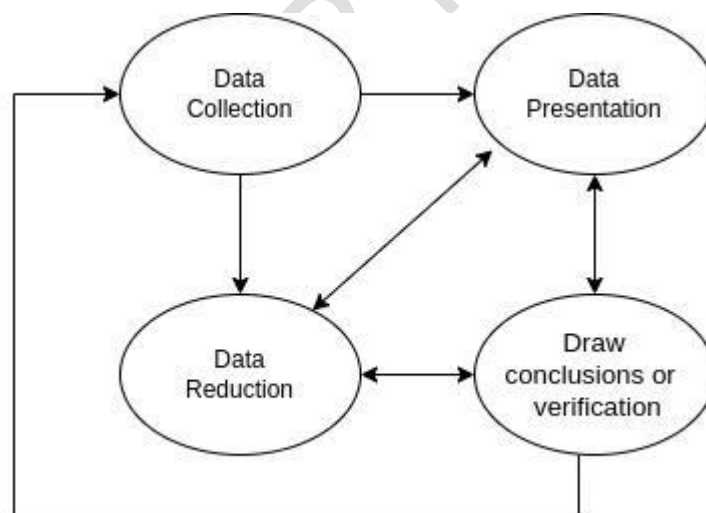 Data
Collection
Data
Presentation
Data
Reduction
Draw
conclusions or
verification